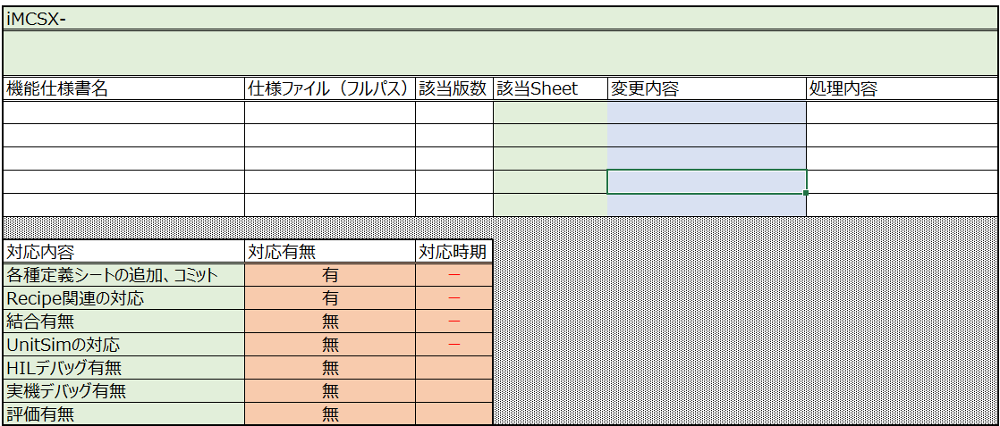 iMCSX-
機能仕様書名 仕様ファイル（フルパス） 該当版数 該当Sheet 変更内容 処理内容
対応内容 対応有無 対応時期
各種定義シートの追加、コミット 有 －
Recipe関連の対応 有 －
結合有無 無 －
UnitSimの対応 無 －
HILデバッグ有無 無
実機デバッグ有無 無
評価有無 無